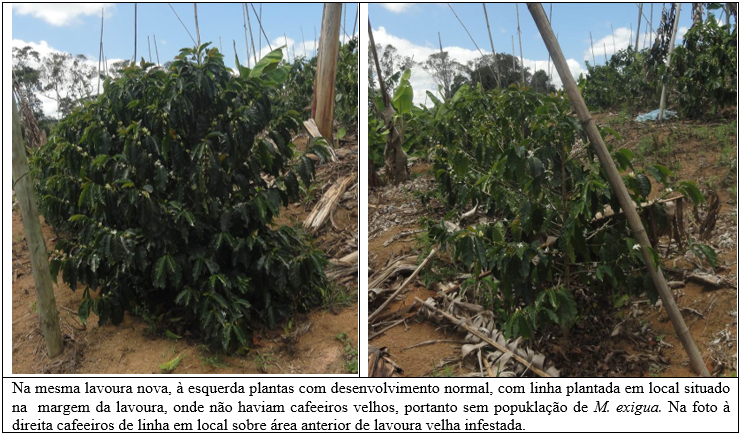 Na mesma lavoura nova, à esquerda plantas com desenvolvimento normal, com linha plantada em local situado
na margem da lavoura, onde não haviam cafeeiros velhos, portanto sem popuklação de M. exigua. Na foto à
direita cafeeiros de linha em local sobre área anterior de lavoura velha infestada.